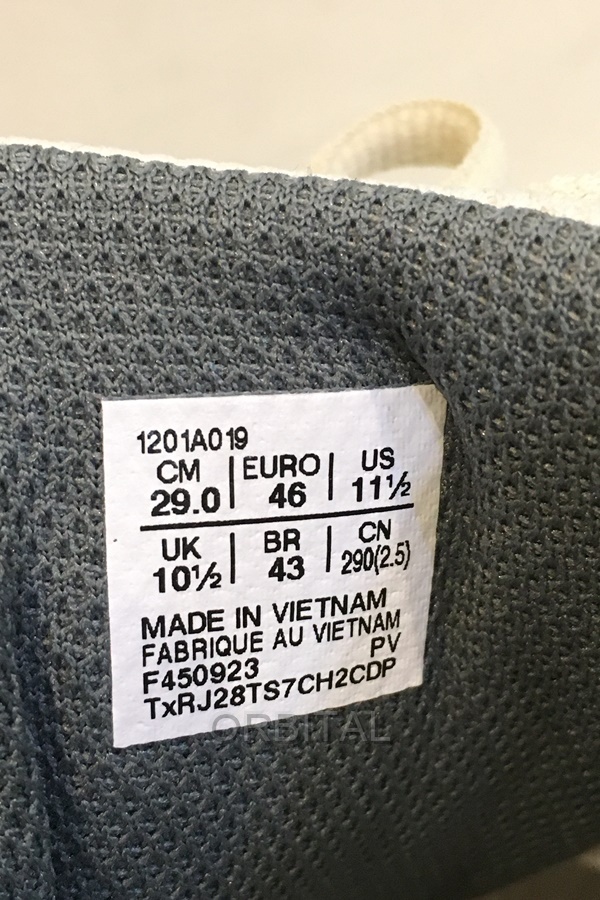 1201A019
CM | EURO | US
29.0 | 46 | 11½
UK | BR | CN
10½ | 43 | 290(2.5)
MADE IN VIETNAM
FABRIQUE AU VIETNAM
PV
F450923
TxRJ28TS7CH2CDP
ORBITAL